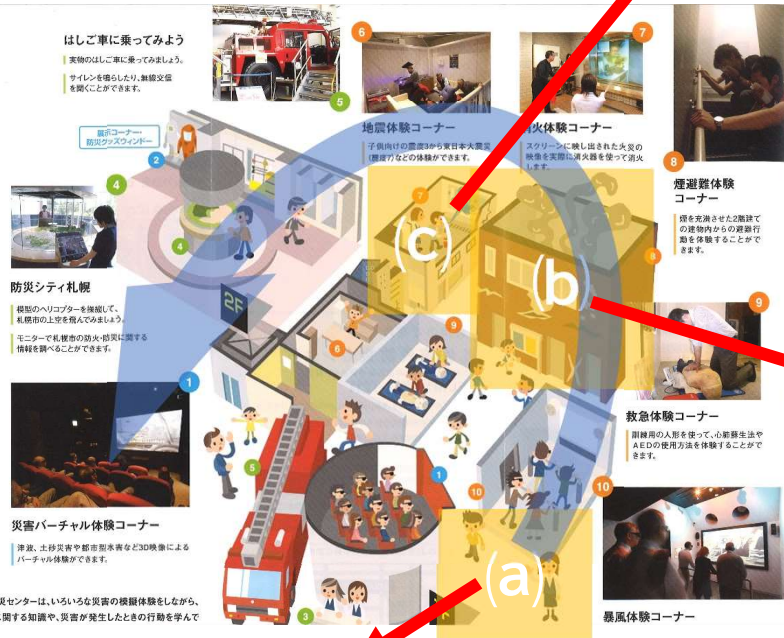 はしご車に乗ってみよう
実物のはしご車に乗ってみましょう。
サイレンを鳴らしたり、無線交信
を聞くことができます。
5
6
7
地震体験コーナー
子供向けの震度3から東日本大震災
(震度7)などの体験ができます。
消火体験コーナー
スクリーンに映し出された火災の
映像を実際に消火器を使って消火
します。
8
煙避難体験
コーナー
煙を充満させた2階建て
の建物内からの避難行
動を体験することがで
きます。
展示コーナー・
防災グッズウィンドー
2
4
防災シティ札幌
模型のヘリコプターを操縦して、
札幌市の上空を飛んでみましょう。
モニターで札幌市の防火・防災に関する
情報を調べることができます。
4
7
(c)
(b)
8
2F
6
9
9
救急体験コーナー
訓練用の人形を使って、心肺蘇生法や
AEDの使用方法を体験することがで
きます。
1
災害バーチャル体験コーナー
津波、土砂災害や都市型水害など3D映像による
バーチャル体験ができます。
5
1
10
10
(a)
3
暴風体験コーナー
災センターは、いろいろな災害の模擬体験をしながら、
に関する知識や、災害が発生したときの行動を学んで